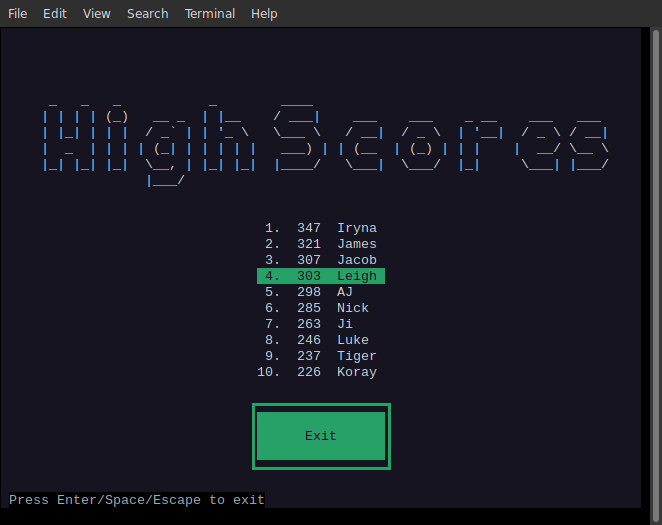 File Edit View Search Terminal Help
High Scores
1. 347 Iryna
2. 321 James
3. 307 Jacob
4. 303 Leigh
5. 298 AJ
6. 285 Nick
7. 263 Ji
8. 246 Luke
9. 237 Tiger
10. 226 Koray
Exit
Press Enter/Space/Escape to exit